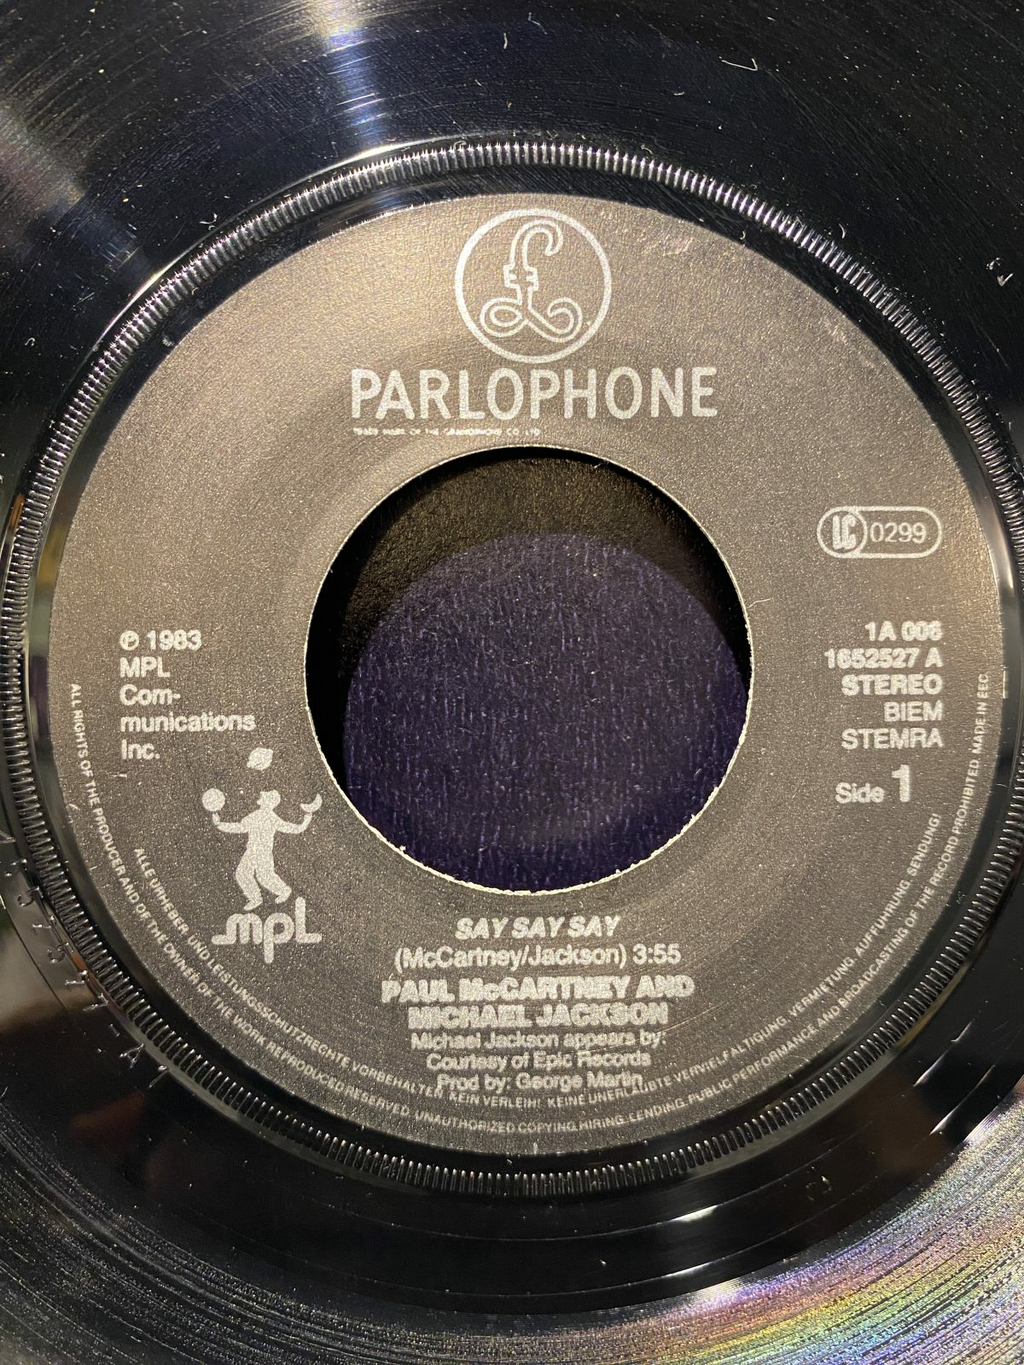 PARLOPHONE
TRADE MARK OF THE GRAMOPHONE CO. LTD
LC 0299
℗ 1983
MPL
Com-
munications
Inc.
mpL
1A 006
1652527 A
STEREO
BIEM
STEMRA
Side 1
SAY SAY SAY
(McCartney/Jackson) 3:55
PAUL McCARTNEY AND
MICHAEL JACKSON
Michael Jackson appears by:
Courtesy of Epic Records
Prod by: George Martin
ALLE URHEBER- UND LEISTUNGSSCHUTZRECHTE VORBEHALTEN. KEIN VERLEIH! KEINE UNERLAUBTE VERVIELFÄLTIGUNG, VERMIETUNG, AUFFÜHRUNG, SENDUNG!
ALL RIGHTS OF THE PRODUCER AND OF THE OWNER OF THE WORK REPRODUCED RESERVED. UNAUTHORIZED COPYING, HIRING, LENDING, PUBLIC PERFORMANCE AND BROADCASTING OF THE RECORD PROHIBITED. MADE IN EEC.